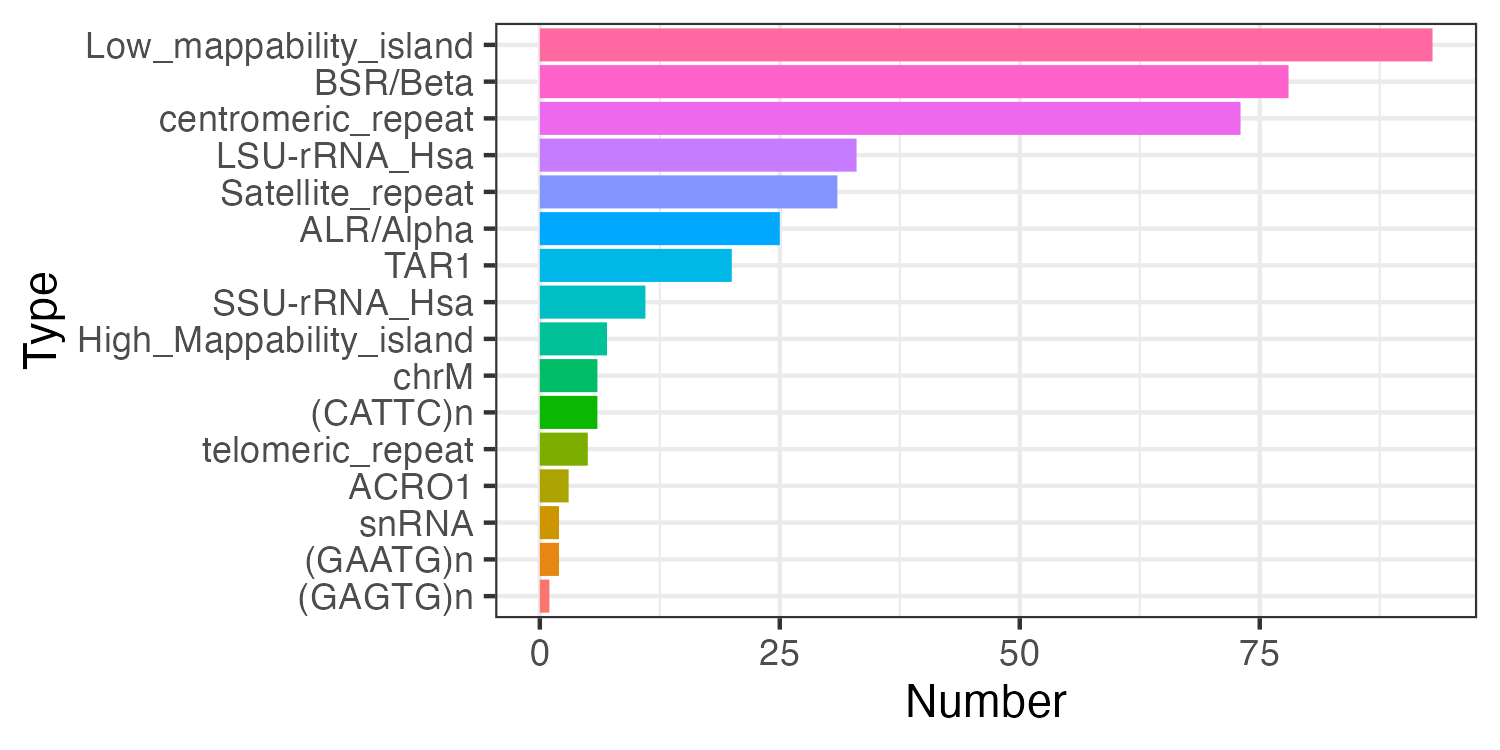 Low_mappability_island
BSR/Beta
centromeric_repeat
LSU-rRNA_Hsa
Satellite_repeat
ALR/Alpha
TAR1
SSU-rRNA_Hsa
High_Mappability_island
chrM
(CATTC)n
telomeric_repeat
ACRO1
snRNA
(GAATG)n
(GAGTG)n
Type
0 25 50 75
Number